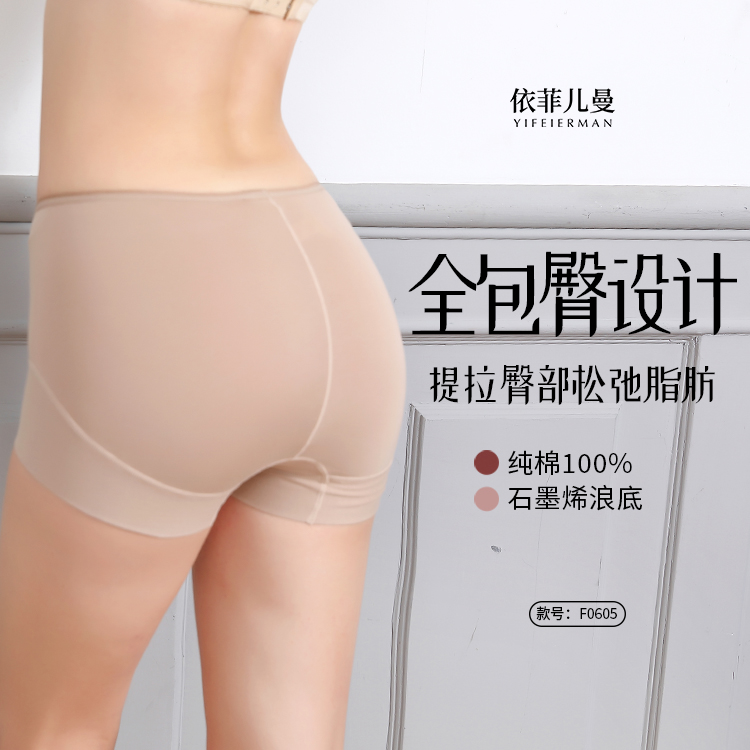 依菲儿曼
YIFEIERMAN
全包臀设计
提拉臀部松弛脂肪
纯棉100%
石墨烯浪底
款号：F0605